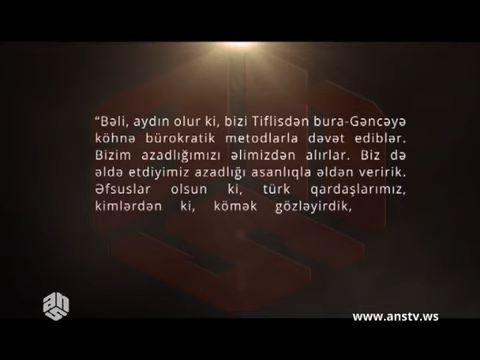 “Bəli, aydın olur ki, bizi Tiflisdən bura-Gəncəyə
köhnə bürokratik metodlarla dəvət ediblər.
Bizim azadlığımızı əlimizdən alırlar. Biz də
əldə etdiyimiz azadlığı asanlıqla əldən veririk.
Əfsuslar olsun ki, türk qardaşlarımız,
kimlərdən ki, kömək gözləyirdik,
ans
www.anstv.ws